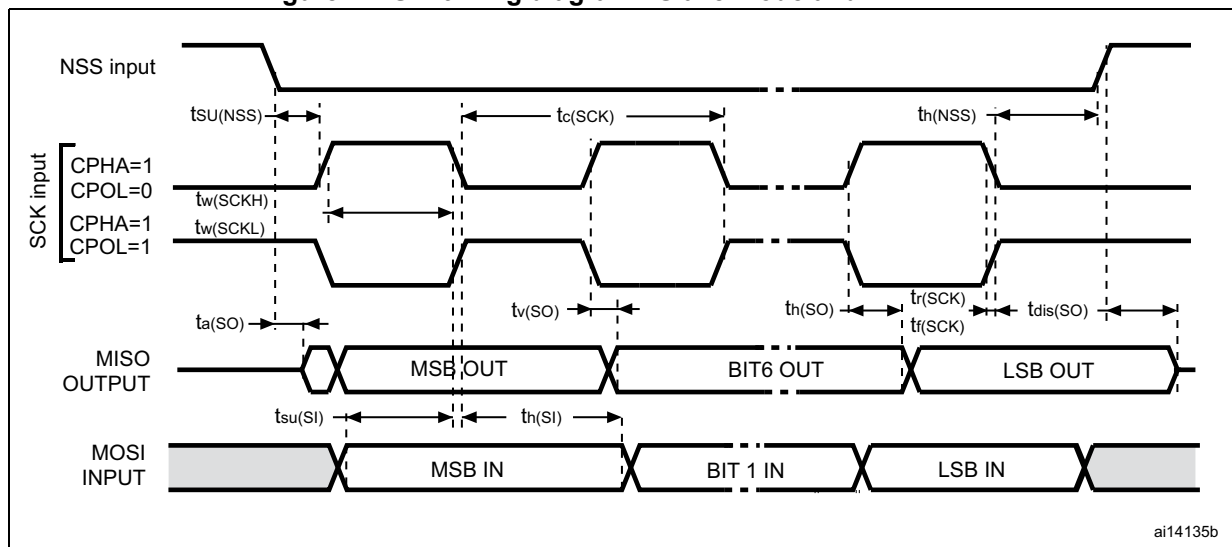 NSS input
tSU(NSS)
tc(SCK)
th(NSS)
SCK input
CPHA=1
CPOL=0
tw(SCKH)
CPHA=1
tw(SCKL)
CPOL=1
ta(SO)
tv(SO)
th(SO)
tr(SCK)
tf(SCK)
tdis(SO)
MISO
OUTPUT
MSB OUT
BIT6 OUT
LSB OUT
tsu(SI)
th(SI)
MOSI
INPUT
MSB IN
BIT 1 IN
LSB IN
ai14135b